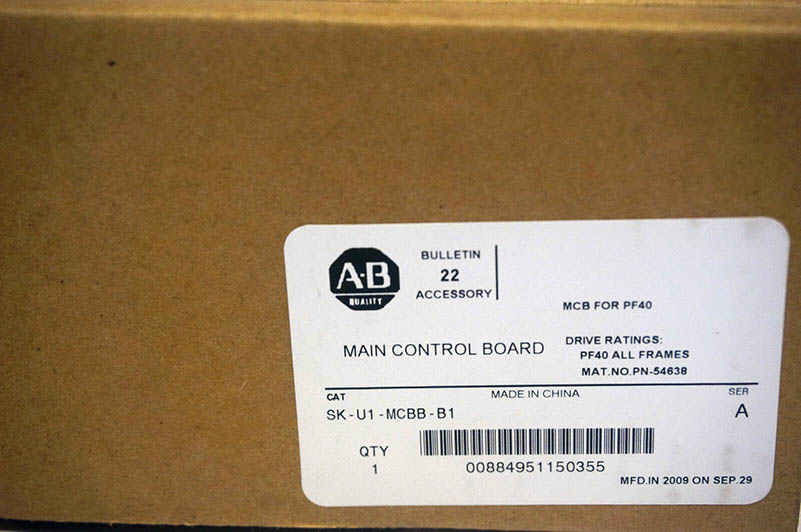 A-B
QUALITY
BULLETIN
22
ACCESSORY
MCB FOR PF40
MAIN CONTROL BOARD
DRIVE RATINGS:
PF40 ALL FRAMES
MAT.NO.PN-54638
CAT
MADE IN CHINA
SER
SK-U1-MCBB-B1
A
QTY
1
00884951150355
MFD.IN 2009 ON SEP.29